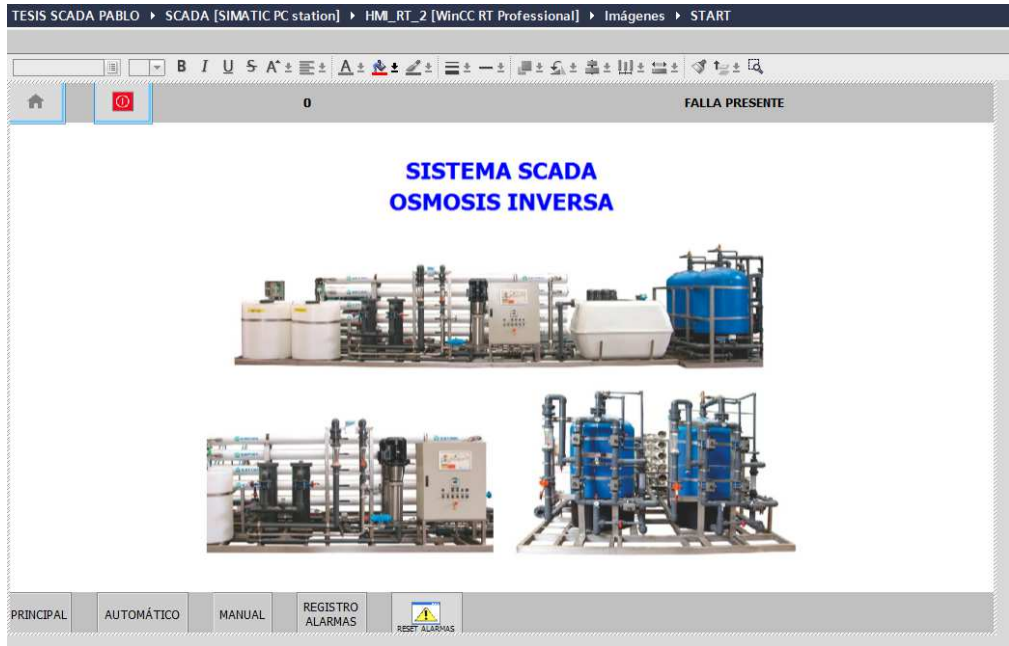 TESIS SCADA PABLO ▸ SCADA [SIMATIC PC station] ▸ HMI_RT_2 [WinCC RT Professional] ▸ Imágenes ▸ START
B I U S A A
0
FALLA PRESENTE
SISTEMA SCADA
OSMOSIS INVERSA
PRINCIPAL
AUTOMÁTICO
MANUAL
REGISTRO
ALARMAS
RESET ALARMAS